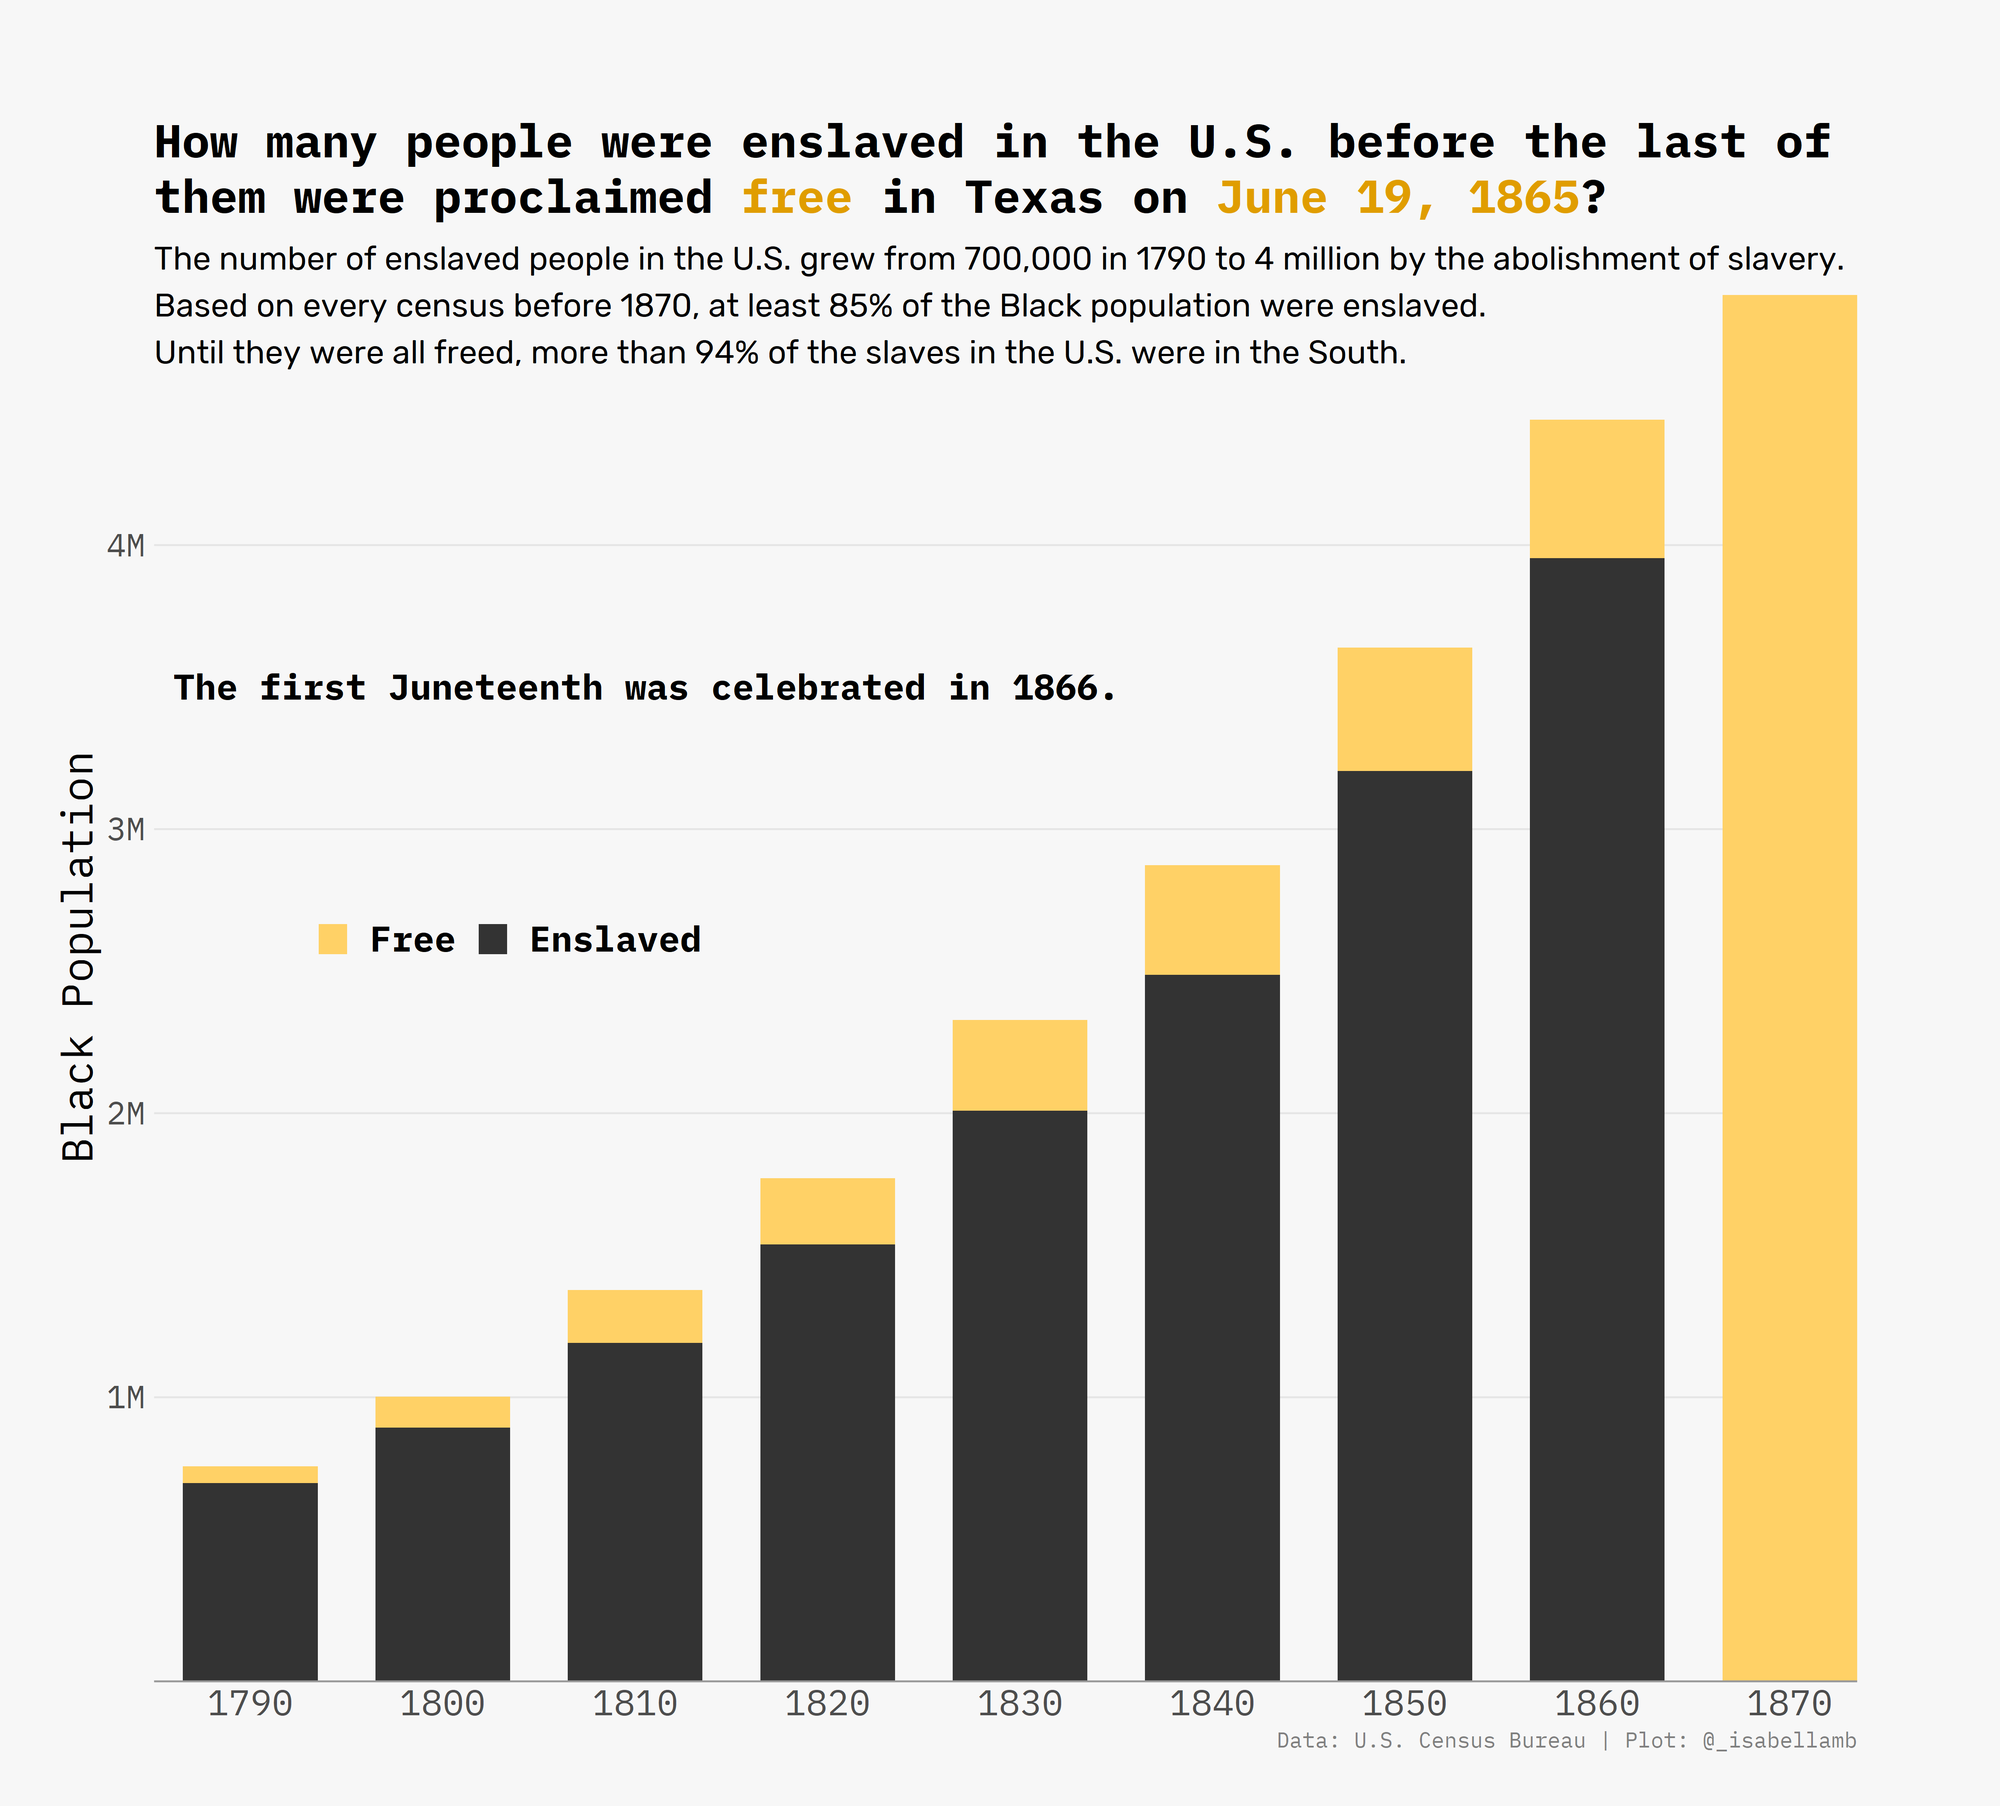 How many people were enslaved in the U.S. before the last of
them were proclaimed free in Texas on June 19, 1865?
The number of enslaved people in the U.S. grew from 700,000 in 1790 to 4 million by the abolishment of slavery.
Based on every census before 1870, at least 85% of the Black population were enslaved.
Until they were all freed, more than 94% of the slaves in the U.S. were in the South.
4M
The first Juneteenth was celebrated in 1866.
Black Population
3M
Free Enslaved
2M
1M
1790 1800 1810 1820 1830 1840 1850 1860 1870
Data: U.S. Census Bureau | Plot: @_isabellamb